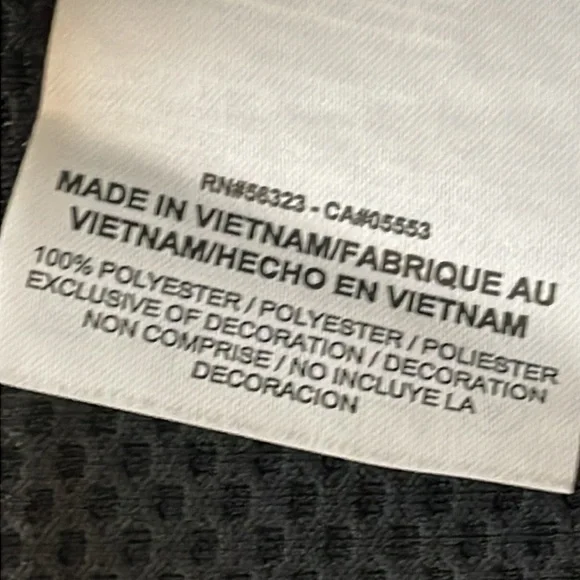 RN#56323 - CA#05553
MADE IN VIETNAM/FABRIQUE AU
VIETNAM/HECHO EN VIETNAM
100% POLYESTER / POLYESTER / POLIESTER
EXCLUSIVE OF DECORATION / DECORATION
NON COMPRISE / NO INCLUYE LA
DECORACION